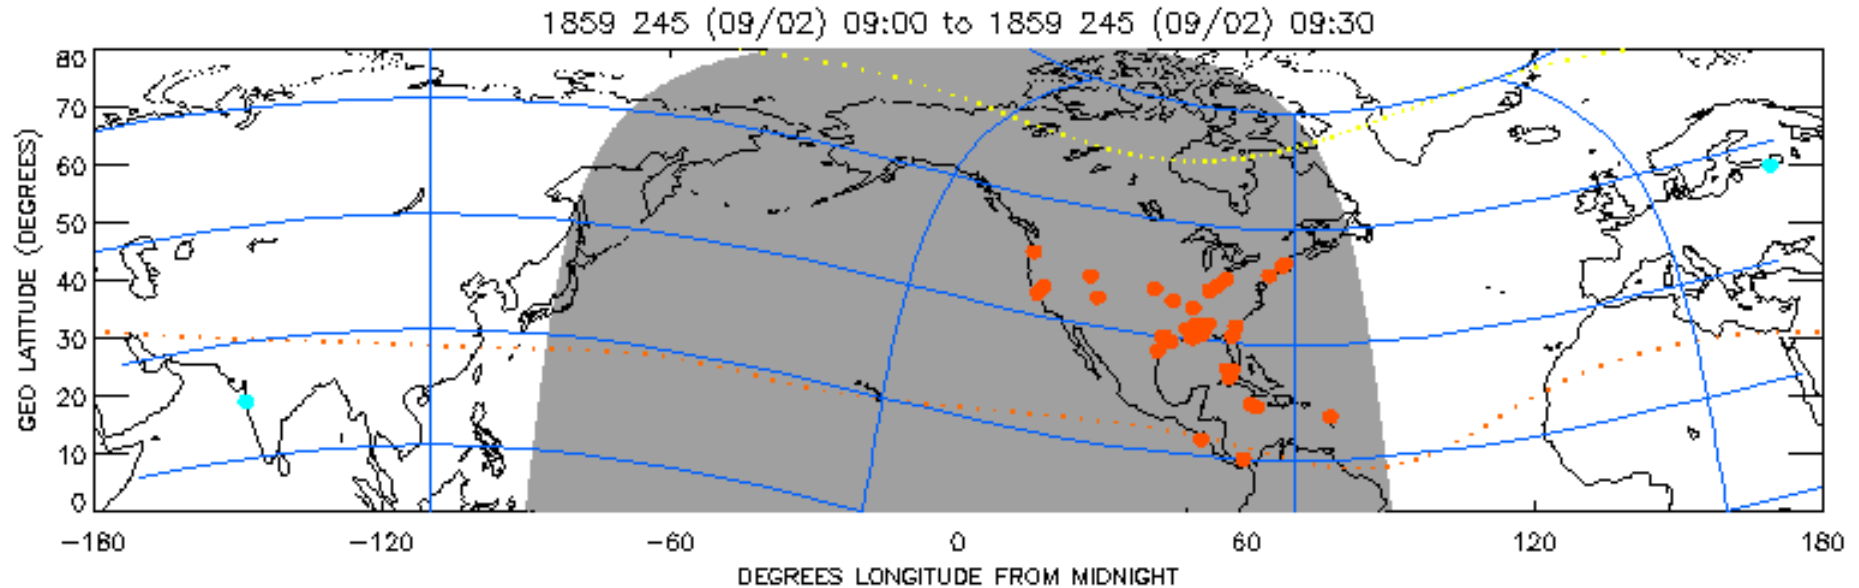 1859 245 (09/02) 09:00 to 1859 245 (09/02) 09:30
80
70
60
50
40
30
20
10
0
GEO LATITUDE (DEGREES)
−180 −120 −60 0 60 120 180
DEGREES LONGITUDE FROM MIDNIGHT